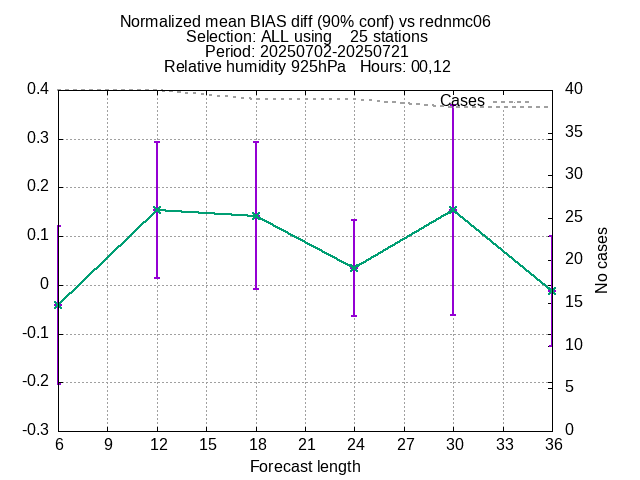 Normalized mean BIAS diff (90% conf) vs rednmc06
Selection: ALL using    25 stations
Period: 20250702-20250721
Relative humidity 925hPa   Hours: 00,12
Cases
0.4
0.3
0.2
0.1
0
-0.1
-0.2
-0.3
40
35
30
25
20
15
10
5
0
No cases
6 9 12 15 18 21 24 27 30 33 36
Forecast length